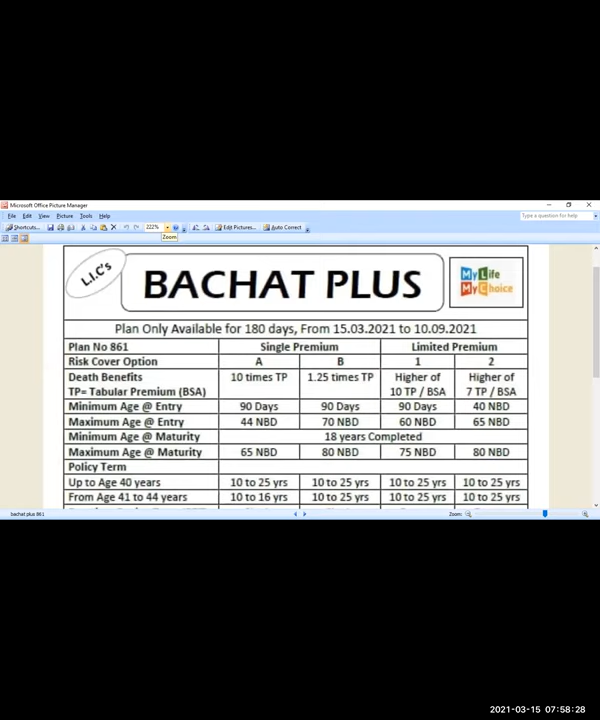 Microsoft Office Picture Manager
File Edit View Picture Tools Help
Type a question for help
Shortcuts... 222% Edit Pictures... Auto Correct
Zoom
L.I.C's
BACHAT PLUS
MyLife
MyChoice
Plan Only Available for 180 days, From 15.03.2021 to 10.09.2021
Plan No 861 Single Premium Limited Premium
Risk Cover Option A B 1 2
Death Benefits 10 times TP 1.25 times TP Higher of Higher of
TP= Tabular Premium (BSA) 10 TP / BSA 7 TP / BSA
Minimum Age @ Entry 90 Days 90 Days 90 Days 40 NBD
Maximum Age @ Entry 44 NBD 70 NBD 60 NBD 65 NBD
Minimum Age @ Maturity 18 years Completed
Maximum Age @ Maturity 65 NBD 80 NBD 75 NBD 80 NBD
Policy Term
Up to Age 40 years 10 to 25 yrs 10 to 25 yrs 10 to 25 yrs 10 to 25 yrs
From Age 41 to 44 years 10 to 16 yrs 10 to 25 yrs 10 to 25 yrs 10 to 25 yrs
bachat plus 861 Zoom:
2021-03-15 07:58:28